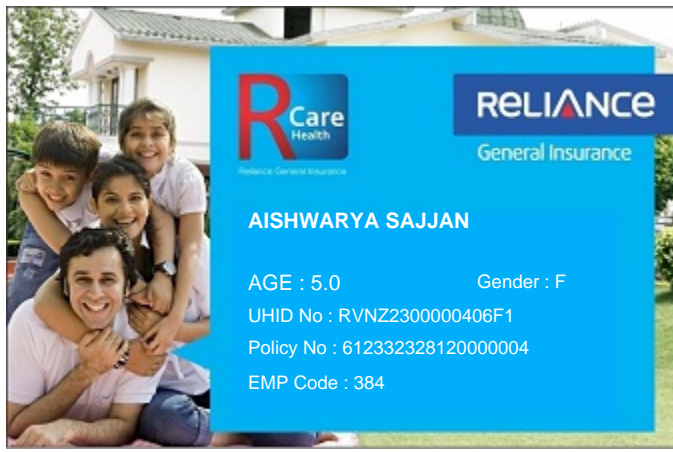 R Care
Health
Reliance General Insurance
RELIANCE
General Insurance
AISHWARYA SAJJAN
AGE : 5.0
Gender : F
UHID No : RVNZ2300000406F1
Policy No : 612332328120000004
EMP Code : 384